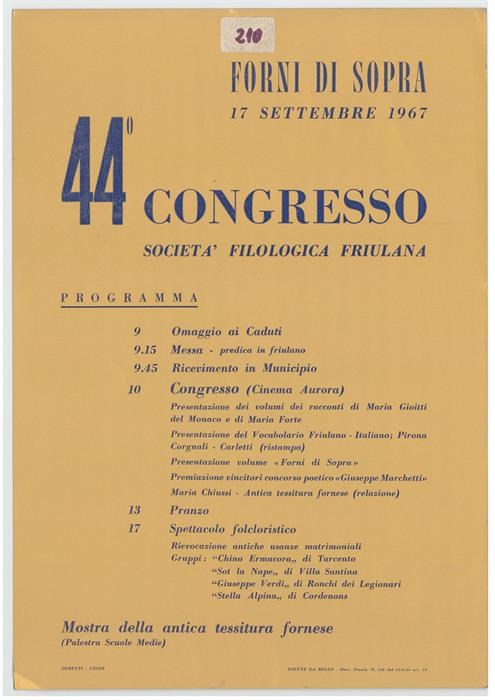 210
FORNI DI SOPRA
17 SETTEMBRE 1967
44° CONGRESSO
SOCIETA' FILOLOGICA FRIULANA
PROGRAMMA
9 Omaggio ai Caduti
9.15 Messa - predica in friulano
9.45 Ricevimento in Municipio
10 Congresso (Cinema Aurora)
Presentazione dei volumi dei racconti di Maria Gioitti
del Monaco e di Maria Forte
Presentazione del Vocabolario Friulano - Italiano; Pirona
Corgnali - Carletti (ristampa)
Presentazione volume «Forni di Sopra»
Premiazione vincitori concorso poetico «Giuseppe Marchetti»
Maria Chiussi - Antica tessitura fornese (relazione)
13 Pranzo
17 Spettacolo folcloristico
Rievocazione antiche usanze matrimoniali
Gruppi: "Chino Ermacora„ di Tarcento
"Sot la Nape„ di Villa Santina
"Giuseppe Verdi„ di Ronchi dei Legionari
"Stella Alpina„ di Cordenons
Mostra della antica tessitura fornese
(Palestra Scuole Medie)
DORETTI - UDINE
ESENTE DA BOLLO - Decr. Presid. N. 342 del